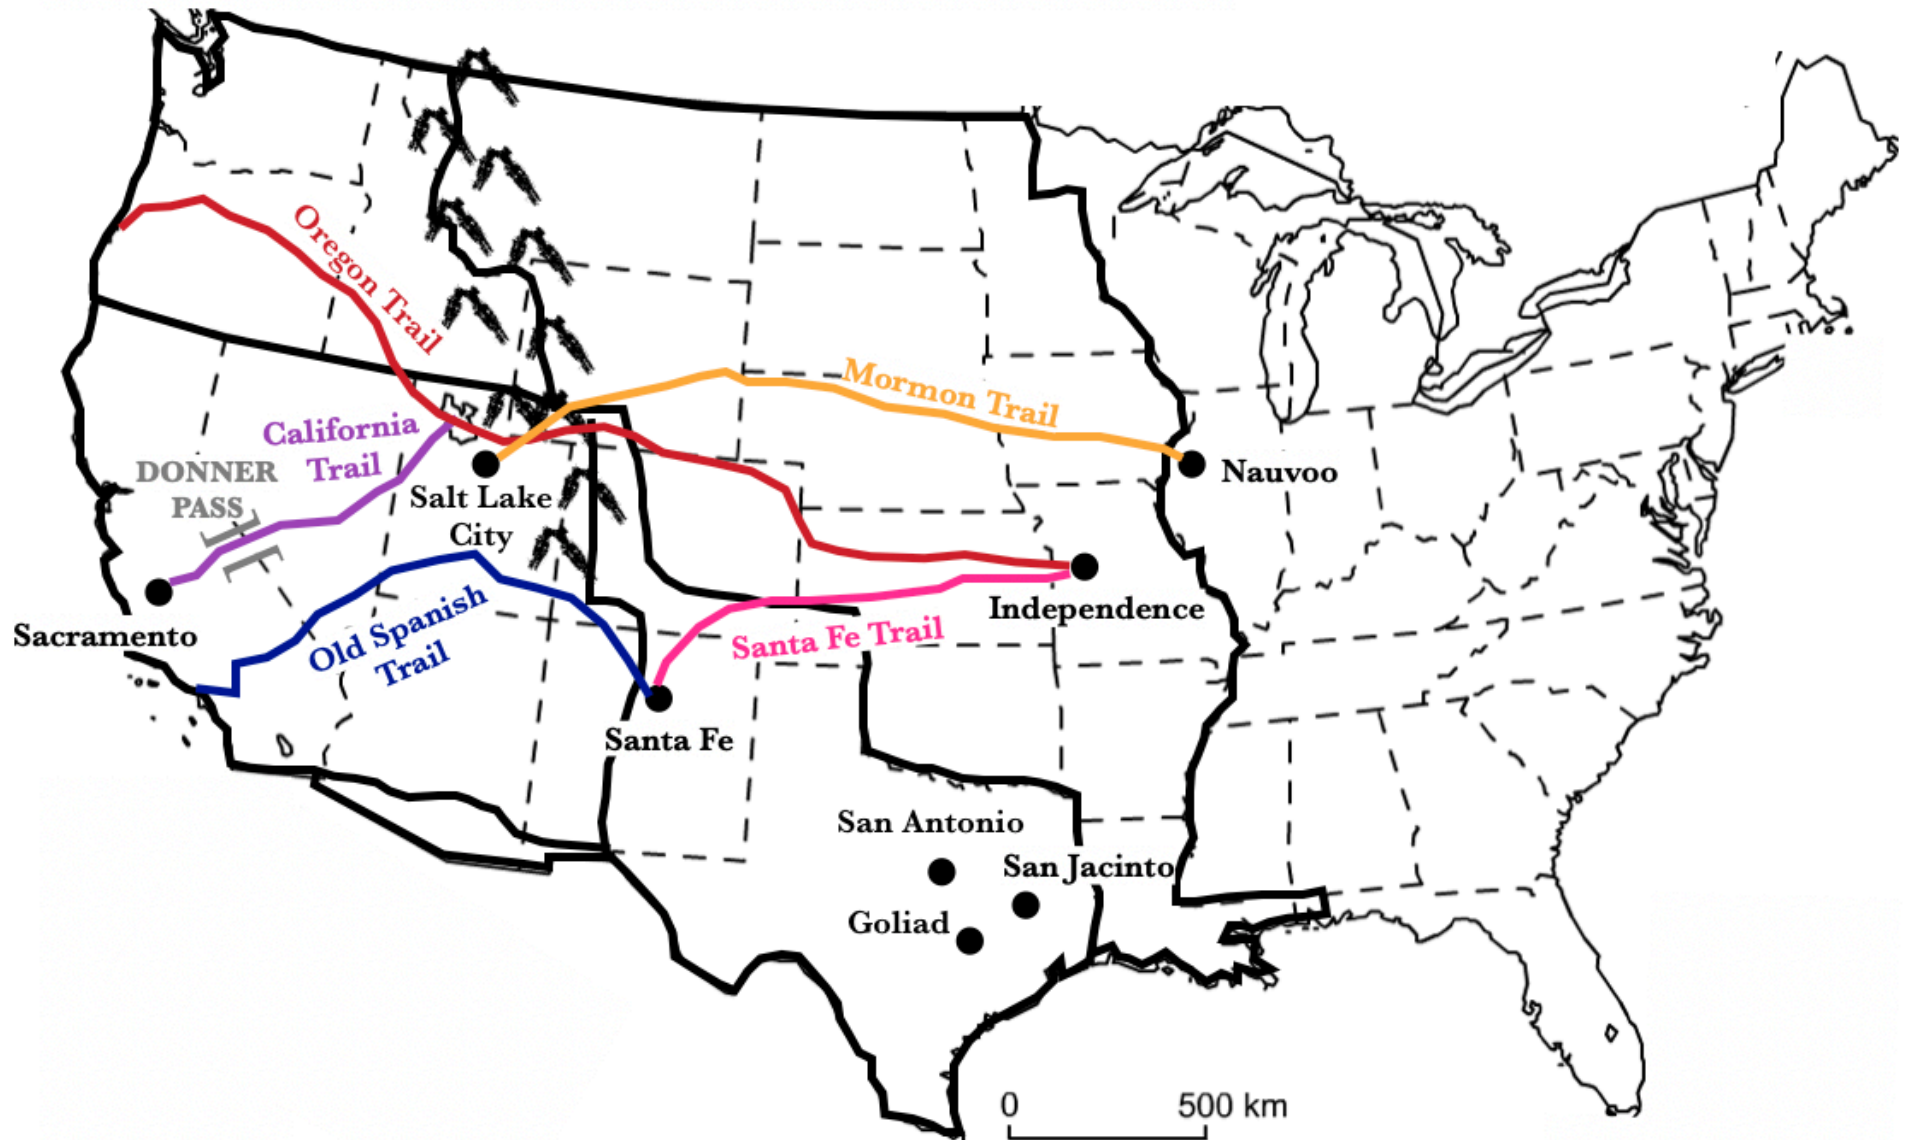 Oregon Trail
Mormon Trail
California
Trail
DONNER
PASS
Salt Lake
City
Nauvoo
Sacramento
Old Spanish
Trail
Independence
Santa Fe Trail
Santa Fe
San Antonio
San Jacinto
Goliad
0 500 km